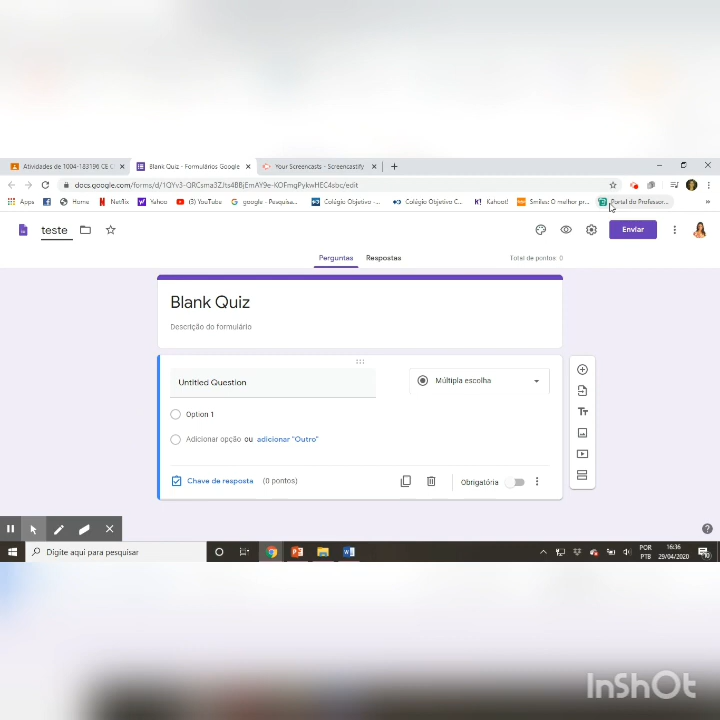 Atividades de 1004-183196 CE C
Blank Quiz - Formulários Google
Your Screencasts - Screencastify
docs.google.com/forms/d/1QYv3-QRCsma3ZJts4BBjEmAY9e-KOFmgPykwHEC4sbc/edit
Apps
Home
Netflix
Yahoo
(3) YouTube
google - Pesquisa...
Colégio Objetivo -...
Colégio Objetivo C...
Kahoot!
Smiles: O melhor pr...
Portal do Professor...
teste
Enviar
Perguntas
Respostas
Total de pontos: 0
Blank Quiz
Descrição do formulário
Untitled Question
Múltipla escolha
Option 1
Adicionar opção ou adicionar "Outro"
Chave de resposta (0 pontos)
Obrigatória
Digite aqui para pesquisar
POR
PTB
16:36
29/04/2020
InShOt